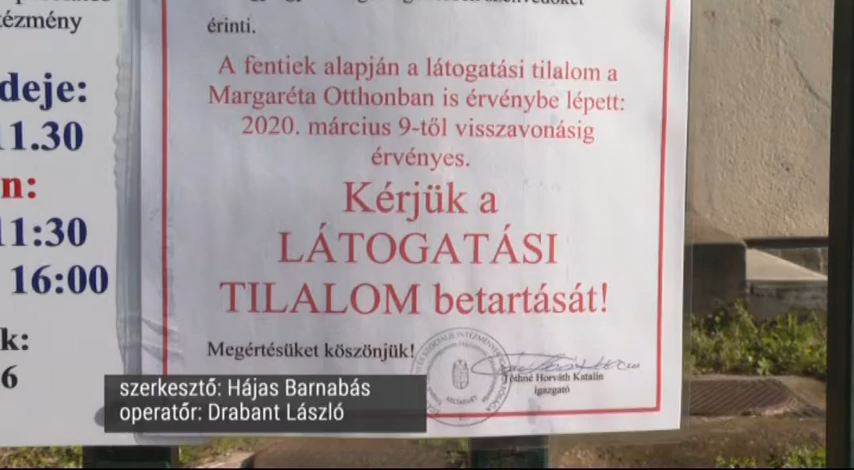 tézmény
deje:
11.30
n:
11:30
16:00
k:
6
érinti.
A fentiek alapján a látogatási tilalom a
Margaréta Otthonban is érvénybe lépett:
2020. március 9-től visszavonásig
érvényes.
Kérjük a
LÁTOGATÁSI
TILALOM betartását!
Megértésüket köszönjük!
Tóthné Horváth Katalin
igazgató
szerkesztő: Hájas Barnabás
operatőr: Drabant László